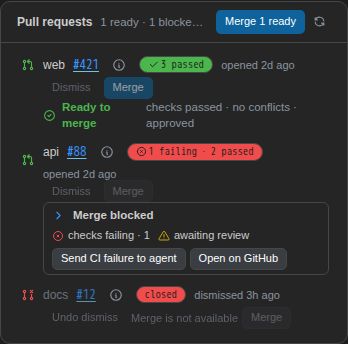 Pull requests 1 ready · 1 blocke... Merge 1 ready
web #421 3 passed opened 2d ago
Dismiss Merge
Ready to merge checks passed · no conflicts · approved
api #88 1 failing · 2 passed
opened 2d ago
Dismiss Merge
Merge blocked
checks failing · 1 awaiting review
Send CI failure to agent Open on GitHub
docs #12 closed dismissed 3h ago
Undo dismiss Merge is not available Merge